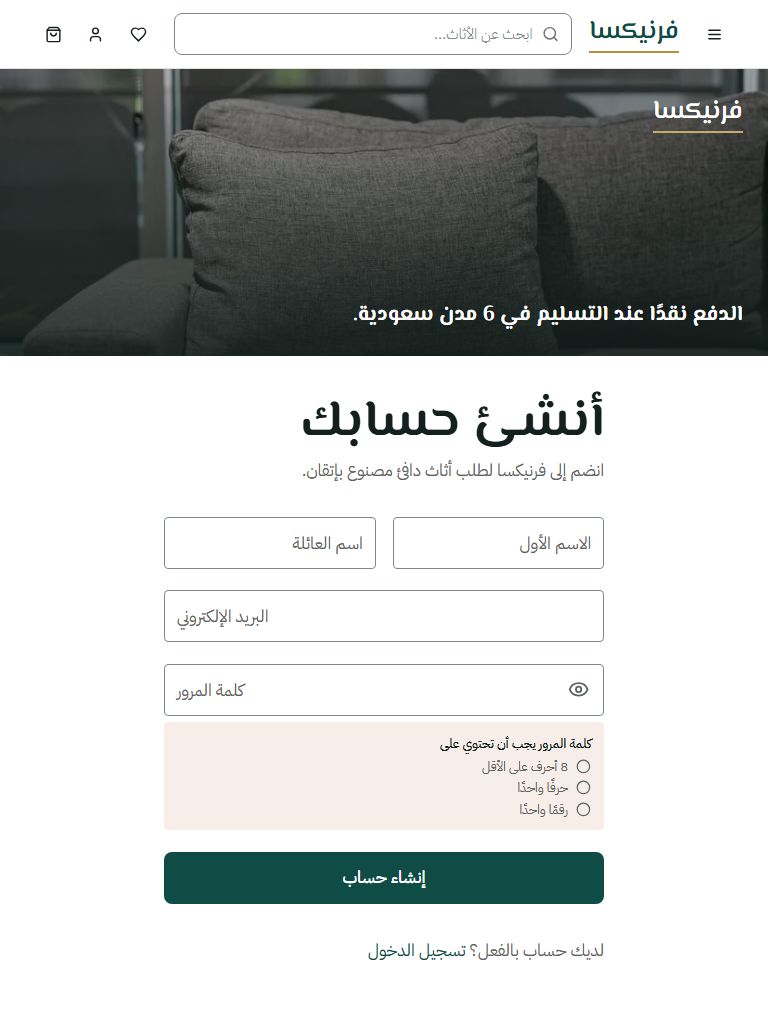 فرنيكسا
ابحث عن الأثاث...
فرنيكسا
الدفع نقدًا عند التسليم في 6 مدن سعودية.
أنشئ حسابك
انضم إلى فرنيكسا لطلب أثاث دافئ مصنوع بإتقان.
الاسم الأول
اسم العائلة
البريد الإلكتروني
كلمة المرور
كلمة المرور يجب أن تحتوي على
8 أحرف على الأقل
حرفًا واحدًا
رقمًا واحدًا
إنشاء حساب
لديك حساب بالفعل؟ تسجيل الدخول